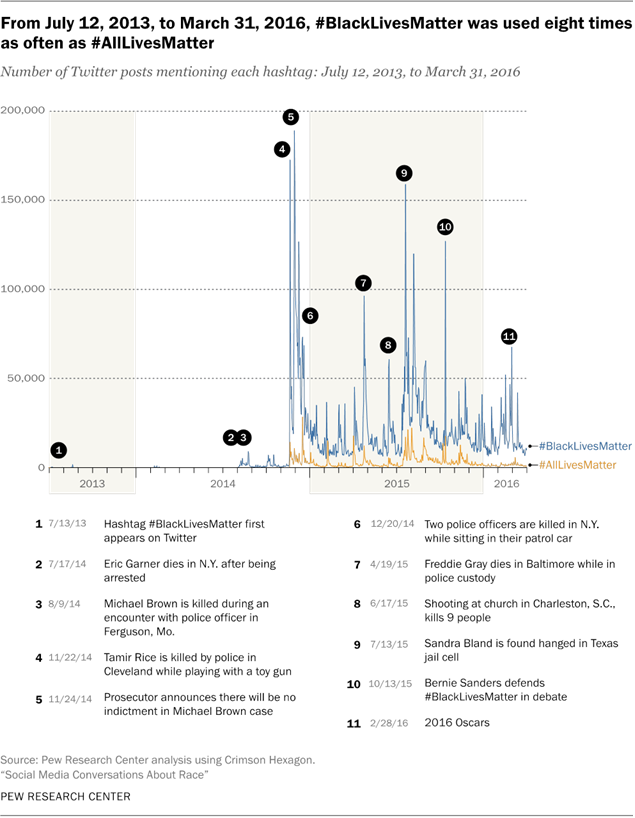 From July 12, 2013, to March 31, 2016, #BlackLivesMatter was used eight times
as often as #AllLivesMatter
Number of Twitter posts mentioning each hashtag: July 12, 2013, to March 31, 2016
200,000
5
4
9
150,000
10
7
100,000
6
11
8
50,000
2 3
1
#BlackLivesMatter
0
#AllLivesMatter
2013
2014
2015
2016
1 7/13/13 Hashtag #BlackLivesMatter first
appears on Twitter
2 7/17/14 Eric Garner dies in N.Y. after being
arrested
3 8/9/14 Michael Brown is killed during an
encounter with police officer in
Ferguson, Mo.
4 11/22/14 Tamir Rice is killed by police in
Cleveland while playing with a toy gun
5 11/24/14 Prosecutor announces there will be no
indictment in Michael Brown case
6 12/20/14 Two police officers are killed in N.Y.
while sitting in their patrol car
7 4/19/15 Freddie Gray dies in Baltimore while in
police custody
8 6/17/15 Shooting at church in Charleston, S.C.,
kills 9 people
9 7/13/15 Sandra Bland is found hanged in Texas
jail cell
10 10/13/15 Bernie Sanders defends
#BlackLivesMatter in debate
11 2/28/16 2016 Oscars
Source: Pew Research Center analysis using Crimson Hexagon.
“Social Media Conversations About Race”
PEW RESEARCH CENTER